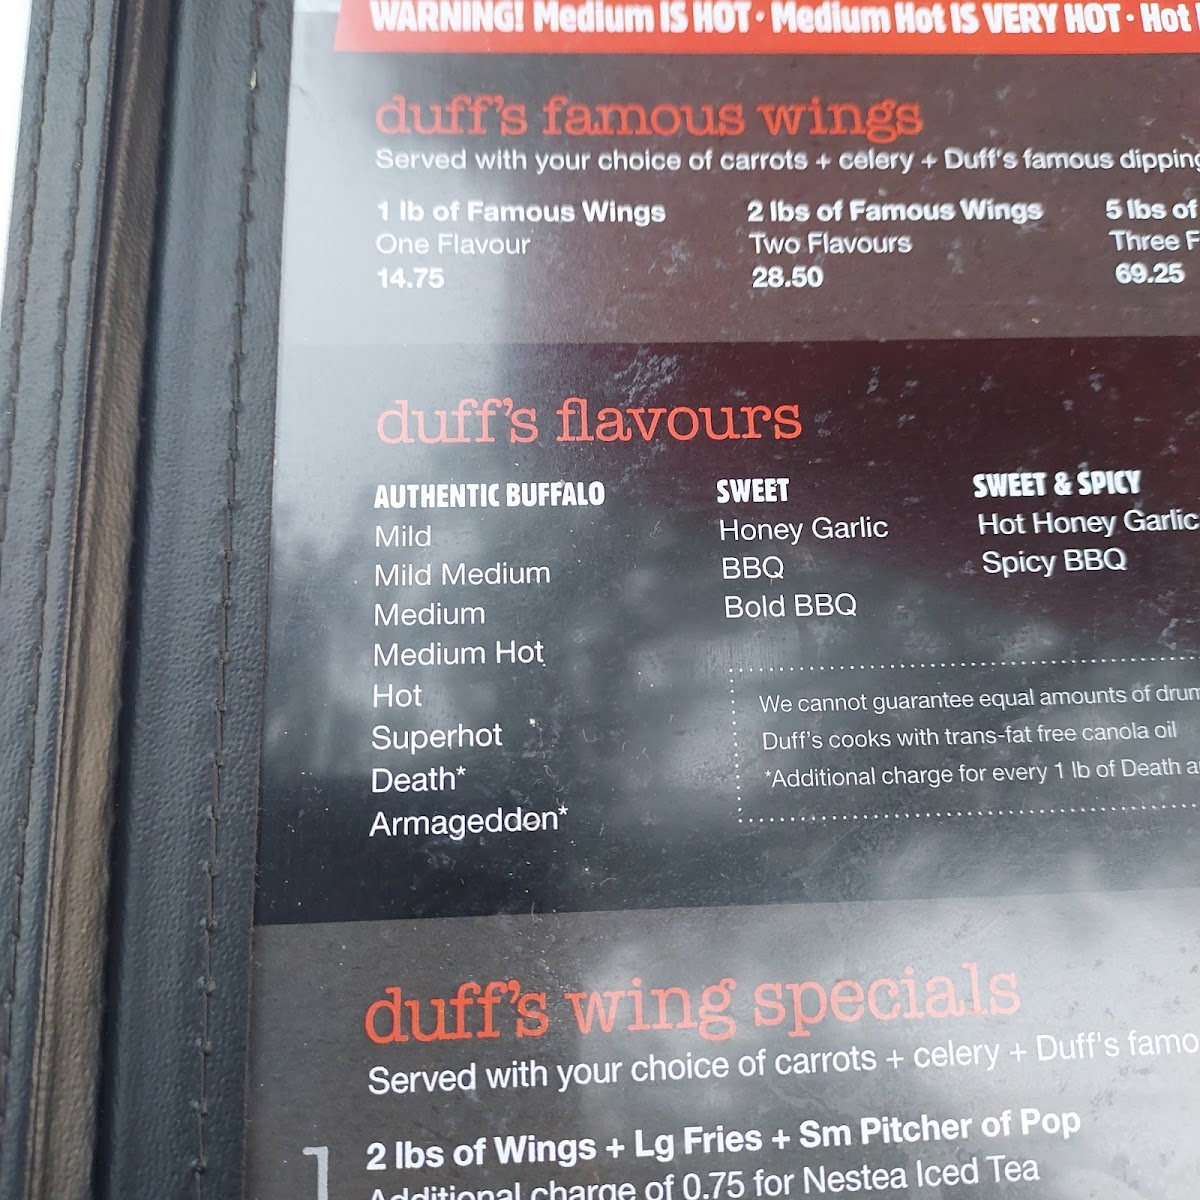 WARNING! Medium IS HOT · Medium Hot IS VERY HOT · Hot
duff's famous wings
Served with your choice of carrots + celery + Duff's famous dipping
1 lb of Famous Wings
One Flavour
14.75
2 lbs of Famous Wings
Two Flavours
28.50
5 lbs of
Three F
69.25
duff's flavours
AUTHENTIC BUFFALO
Mild
Mild Medium
Medium
Medium Hot
Hot
Superhot
Death*
Armageddon*
SWEET
Honey Garlic
BBQ
Bold BBQ
SWEET & SPICY
Hot Honey Garlic
Spicy BBQ
We cannot guarantee equal amounts of drum
Duff's cooks with trans-fat free canola oil
*Additional charge for every 1 lb of Death a
duff's wing specials
Served with your choice of carrots + celery + Duff's famo
1
2 lbs of Wings + Lg Fries + Sm Pitcher of Pop
Additional charge of 0.75 for Nestea Iced Tea